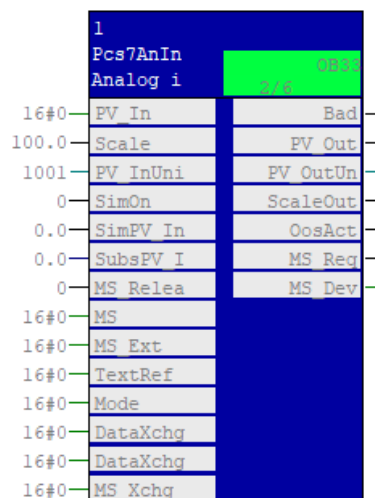 1
Pcs7AnIn
Analog i
OB33
2/6
16#0 PV_In Bad
100.0 Scale PV_Out
1001 PV_InUni PV_OutUn
0 SimOn ScaleOut
0.0 SimPV_In OosAct
0.0 SubsPV_I MS_Req
0 MS_Relea MS_Dev
16#0 MS
16#0 MS_Ext
16#0 TextRef
16#0 Mode
16#0 DataXchg
16#0 DataXchg
16#0 MS_Xchg